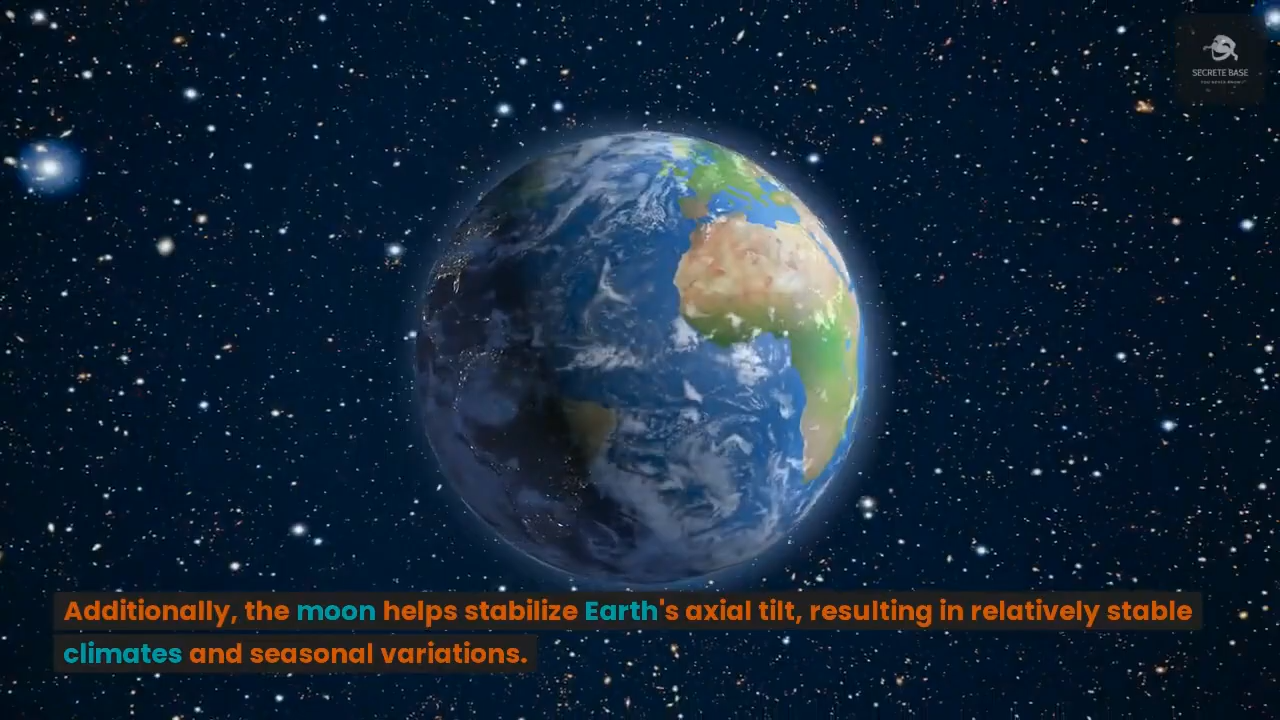 SECRETE BASE
Additionally, the moon helps stabilize Earth's axial tilt, resulting in relatively stable
climates and seasonal variations.